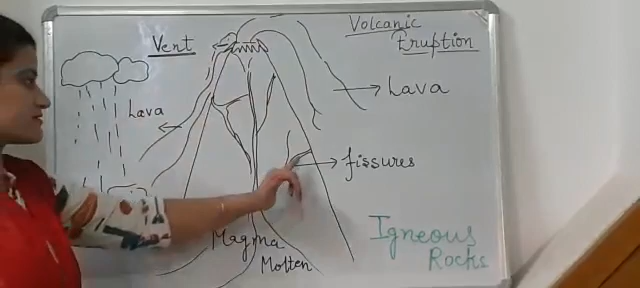 Volcanic
Eruption
Vent
Lava
Lava
fissures
Magma
Molten
Igneous
Rocks